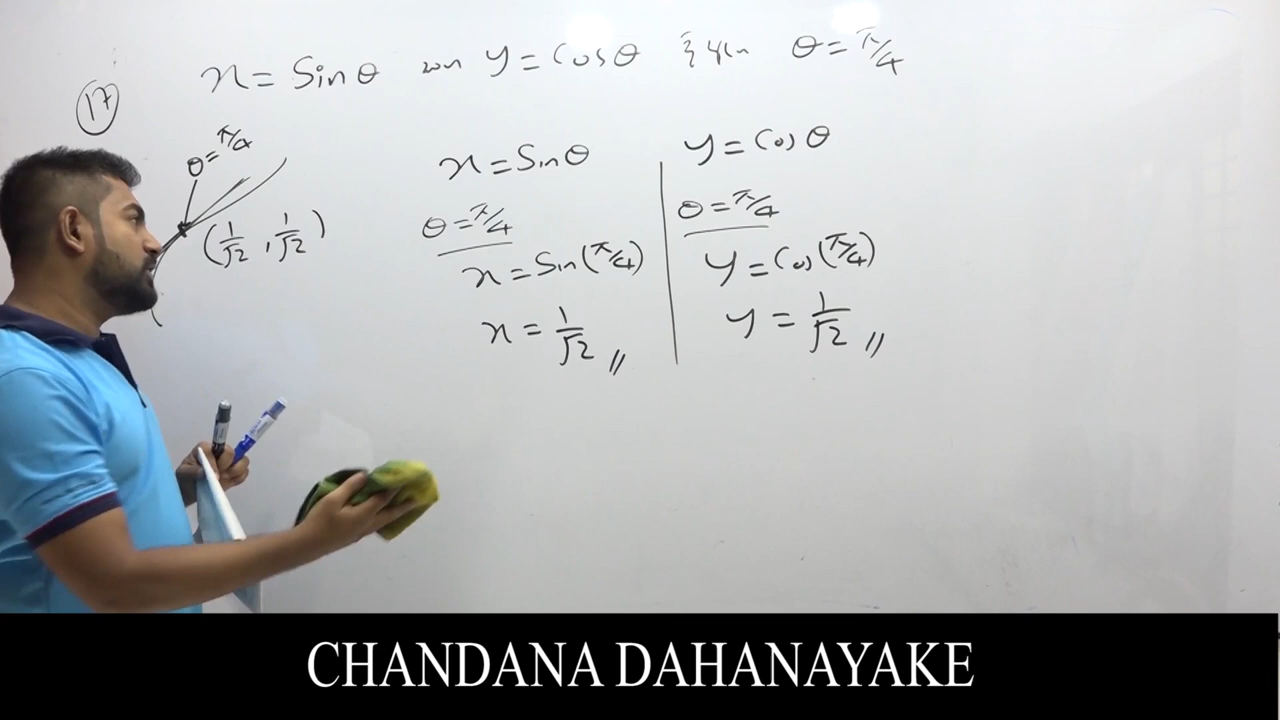 17
x = Sinθ y = Cosθ θ = π/4
θ = π/4
(1/√2 , 1/√2)
x = Sinθ
θ = π/4
x = Sin(π/4)
x = 1/√2 //
y = Cosθ
θ = π/4
y = Cos(π/4)
y = 1/√2 //
CHANDANA DAHANAYAKE